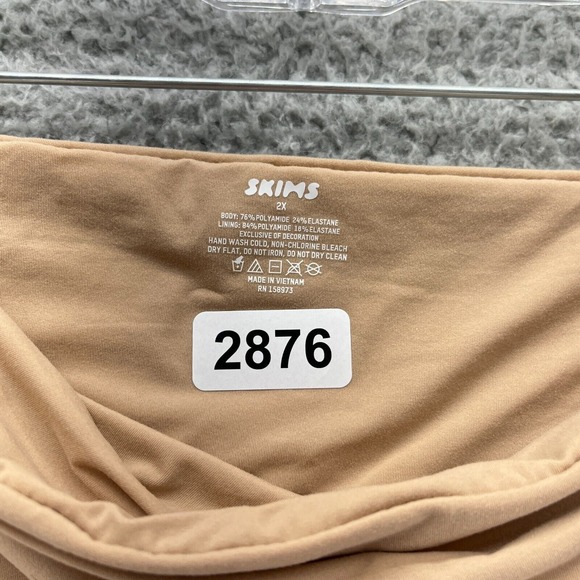 SKIMS
2X
BODY: 76% POLYAMIDE 24% ELASTANE
LINING: 84% POLYAMIDE 16% ELASTANE
EXCLUSIVE OF DECORATION
HAND WASH COLD, NON-CHLORINE BLEACH
DRY FLAT, DO NOT IRON, DO NOT DRY CLEAN
MADE IN VIETNAM
RN 158973
2876